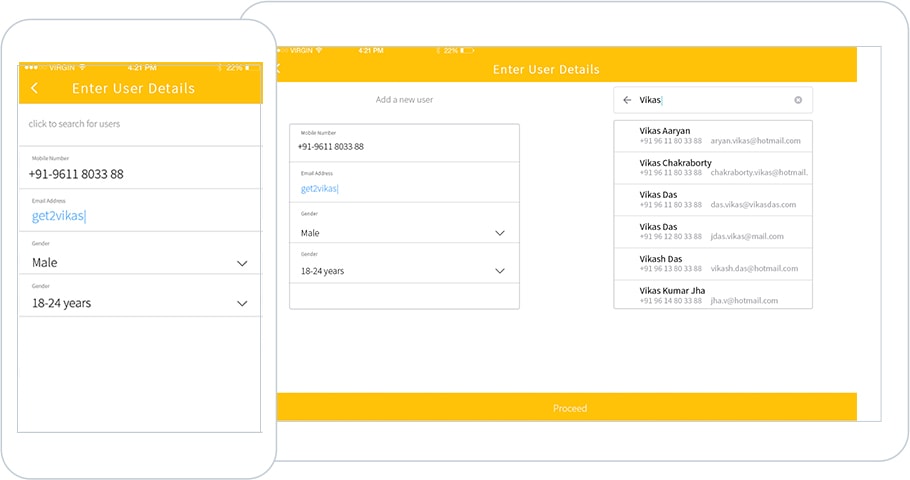 VIRGIN 4:21 PM 22%
Enter User Details
click to search for users
Mobile Number
+91-9611 8033 88
Email Address
get2vikas
Gender
Male
Gender
18-24 years
VIRGIN 4:21 PM 22%
Enter User Details
Add a new user
Mobile Number
+91-9611 8033 88
Email Address
get2vikas
Gender
Male
Gender
18-24 years
Vikas
Vikas Aaryan
+91 96 11 80 33 88 aryan.vikas@hotmail.com
Vikas Chakraborty
+91 96 11 80 33 88 chakraborty.vikas@hotmail.
Vikas Das
+91 96 11 80 33 88 das.vikas@vikasdas.com
Vikas Das
+91 96 12 80 33 88 jdas.vikas@mail.com
Vikash Das
+91 96 13 80 33 88 vikash.das@hotmail.com
Vikas Kumar Jha
+91 96 14 80 33 88 jha.v@hotmail.com
Proceed